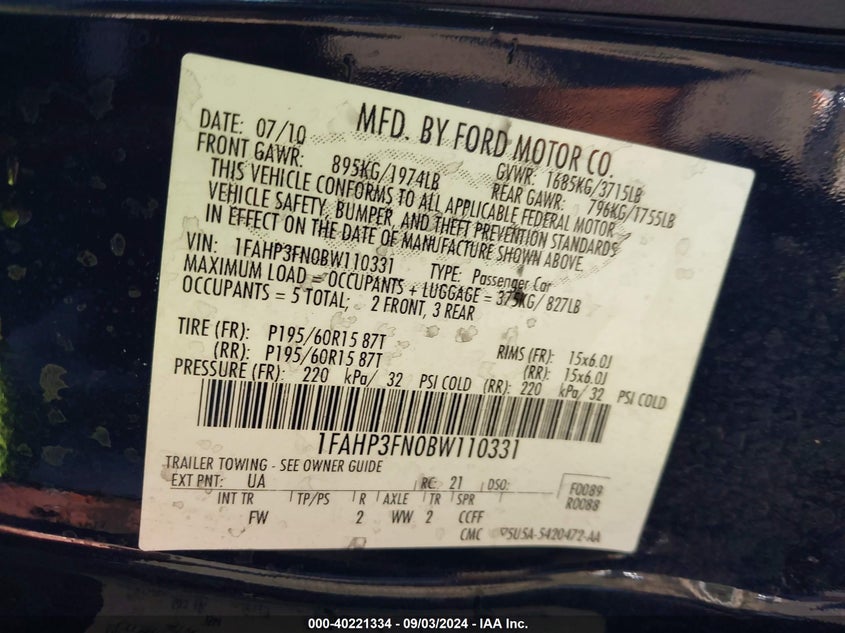 MFD. BY FORD MOTOR CO.
DATE: 07/10
GVWR: 1685KG/3715LB
FRONT GAWR: 895KG/1974LB
REAR GAWR: 796KG/1755LB
THIS VEHICLE CONFORMS TO ALL APPLICABLE FEDERAL MOTOR
VEHICLE SAFETY, BUMPER, AND THEFT PREVENTION STANDARDS
IN EFFECT ON THE DATE OF MANUFACTURE SHOWN ABOVE.
VIN: 1FAHP3FN0BW110331 TYPE: Passenger Car
MAXIMUM LOAD = OCCUPANTS + LUGGAGE = 375KG/ 827LB
OCCUPANTS = 5 TOTAL; 2 FRONT, 3 REAR
TIRE (FR): P195/60R15 87T RIMS (FR): 15x6.0J
(RR): P195/60R15 87T (RR): 15x6.0J
PRESSURE (FR): 220 kPa/ 32 PSI COLD (RR): 220 kPa/ 32 PSI COLD
1FAHP3FN0BW110331
TRAILER TOWING - SEE OWNER GUIDE
EXT PNT: UA RC: 21 DSO: F0089
R0088
INT TR TP/PS R AXLE TR SPR
FW 2 WW 2 CCFF
CMC 5U5A-5420472-AA
000-40221334 - 09/03/2024 - IAA Inc.